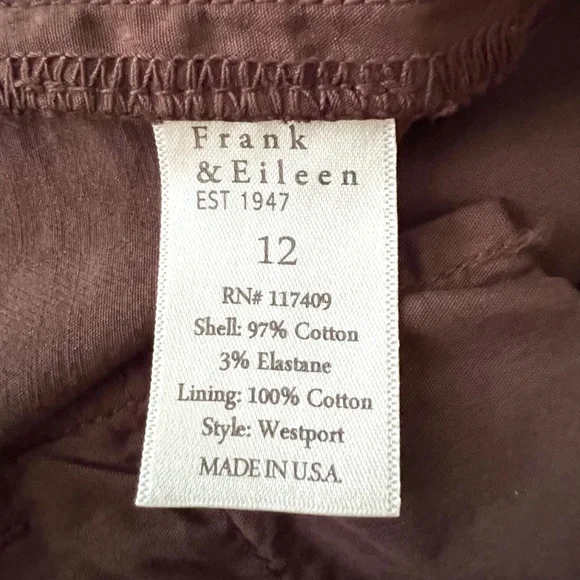 Frank
& Eileen
EST 1947
12
RN# 117409
Shell: 97% Cotton
3% Elastane
Lining: 100% Cotton
Style: Westport
MADE IN U.S.A.